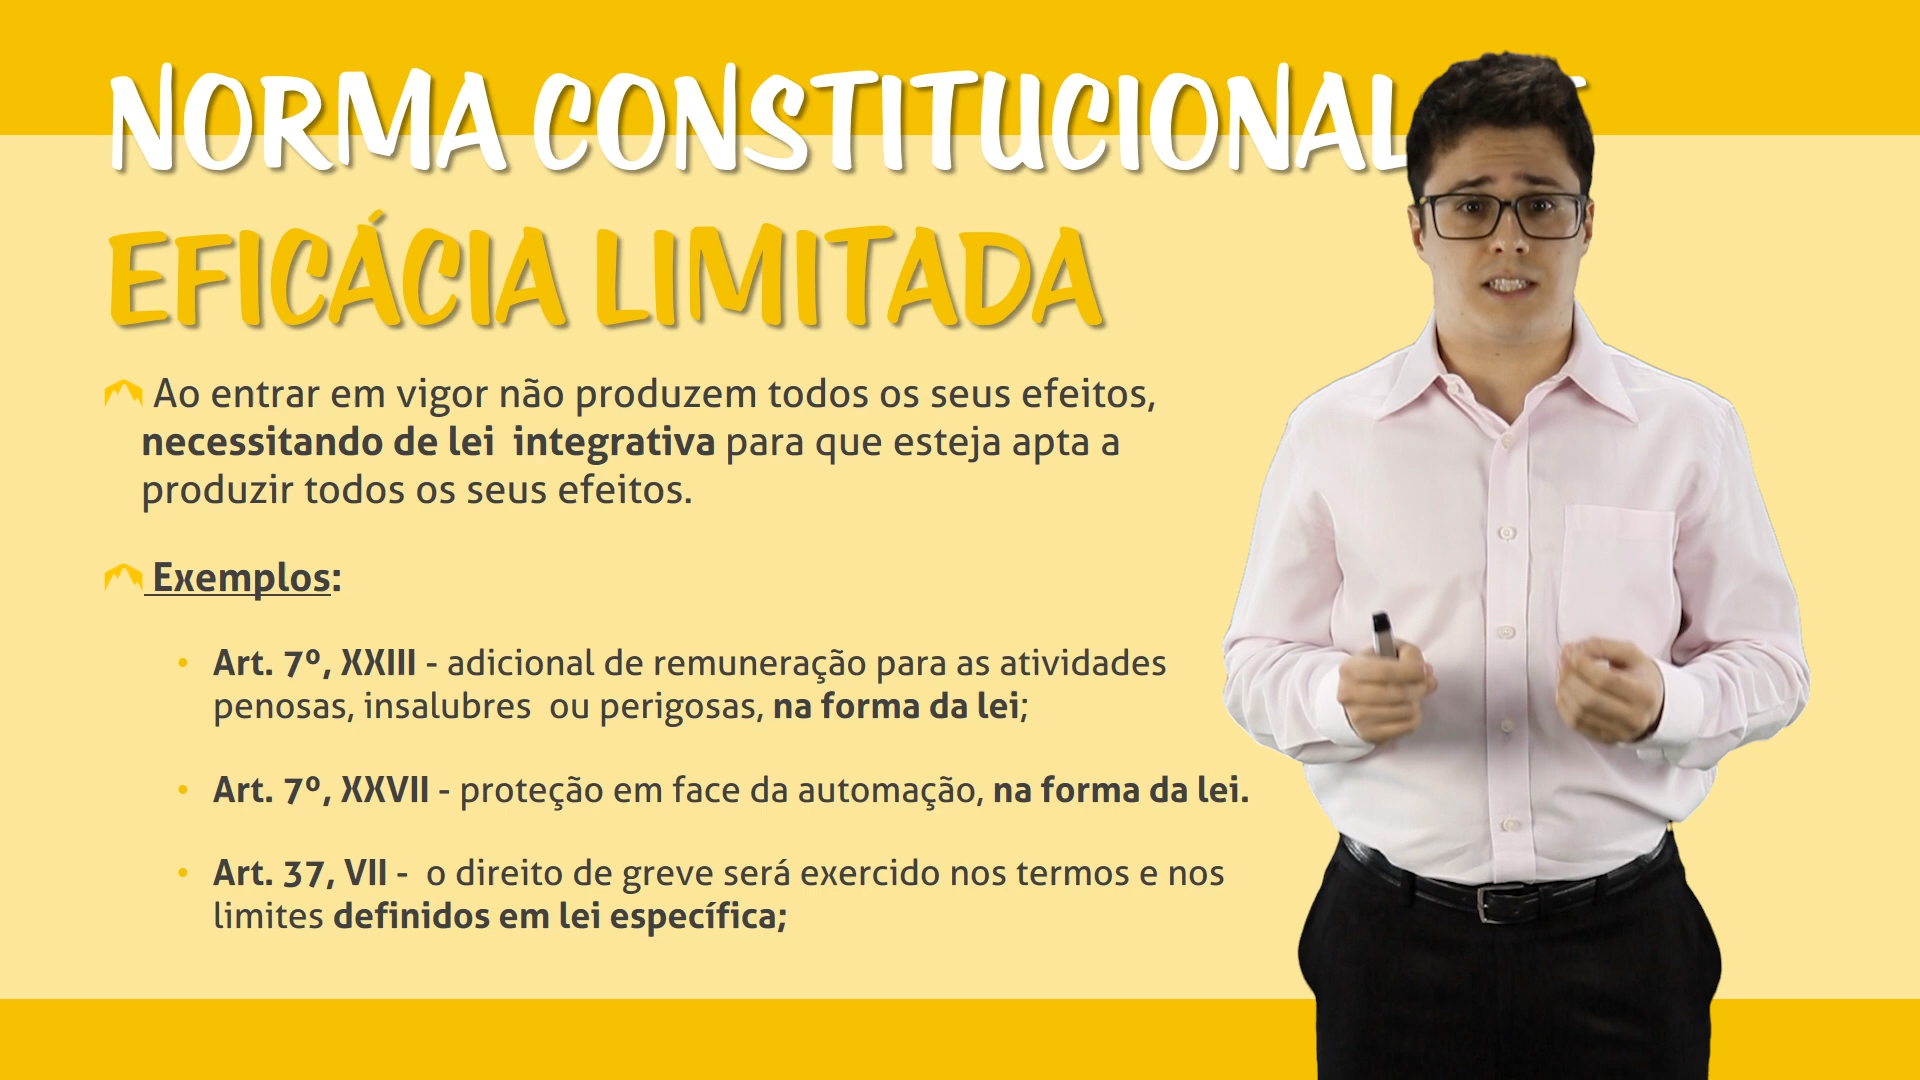 NORMA CONSTITUCIONAL
EFICÁCIA LIMITADA
Ao entrar em vigor não produzem todos os seus efeitos,
necessitando de lei integrativa para que esteja apta a
produzir todos os seus efeitos.
Exemplos:
• Art. 7º, XXIII - adicional de remuneração para as atividades
penosas, insalubres ou perigosas, na forma da lei;
• Art. 7º, XXVII - proteção em face da automação, na forma da lei.
• Art. 37, VII - o direito de greve será exercido nos termos e nos
limites definidos em lei específica;